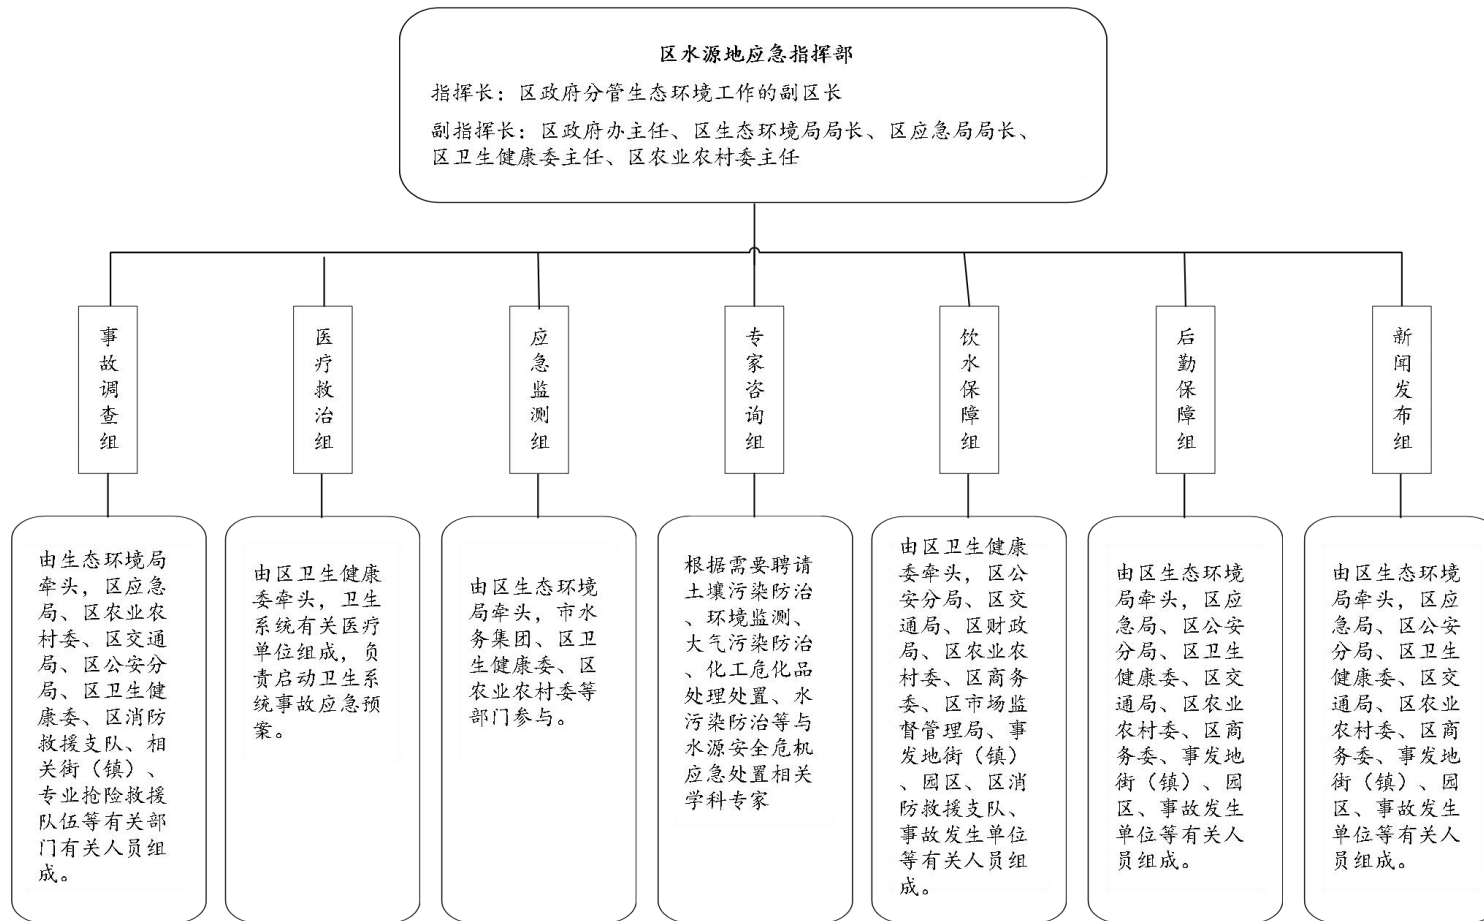 区水源地应急指挥部
指挥长：区政府分管生态环境工作的副区长
副指挥长：区政府办主任、区生态环境局局长、区应急局局长、
区卫生健康委主任、区农业农村委主任
事故调查组
医疗救治组
应急监测组
专家咨询组
饮水保障组
后勤保障组
新闻发布组
由生态环境局
牵头，区应急
局、区农业农
村委、区交通
局、区公安分
局、区卫生健
康委、区消防
救援支队、相
关街（镇）、
专业抢险救援
队伍等有关部
门有关人员组
成。
由区卫生健康
委牵头，卫生
系统有关医疗
单位组成，负
责启动卫生系
统事故应急预
案。
由区生态环境
局牵头，市水
务集团、区卫
生健康委、区
农业农村委等
部门参与。
根据需要聘请
土壤污染防治
、环境监测、
大气污染防治
、化工危化品
处理处置、水
污染防治等与
水源安全危机
应急处置相关
学科专家
由区卫生健康
委牵头，区公
安分局、区交
通局、区财政
局、区农业农
村委、区商务
委、区市场监
督管理局、事
发地街（镇）
、园区、区消
防救援支队、
事故发生单位
等有关人员组
成。
由区生态环境
局牵头，区应
急局、区公安
分局、区卫生
健康委、区交
通局、区农业
农村委、区商
务委、事发地
街（镇）、园
区、事故发生
单位等有关人
员组成。
由区生态环境
局牵头，区应
急局、区公安
分局、区卫生
健康委、区交
通局、区农业
农村委、区商
务委、事发地
街（镇）、园
区、事故发生
单位等有关人
员组成。